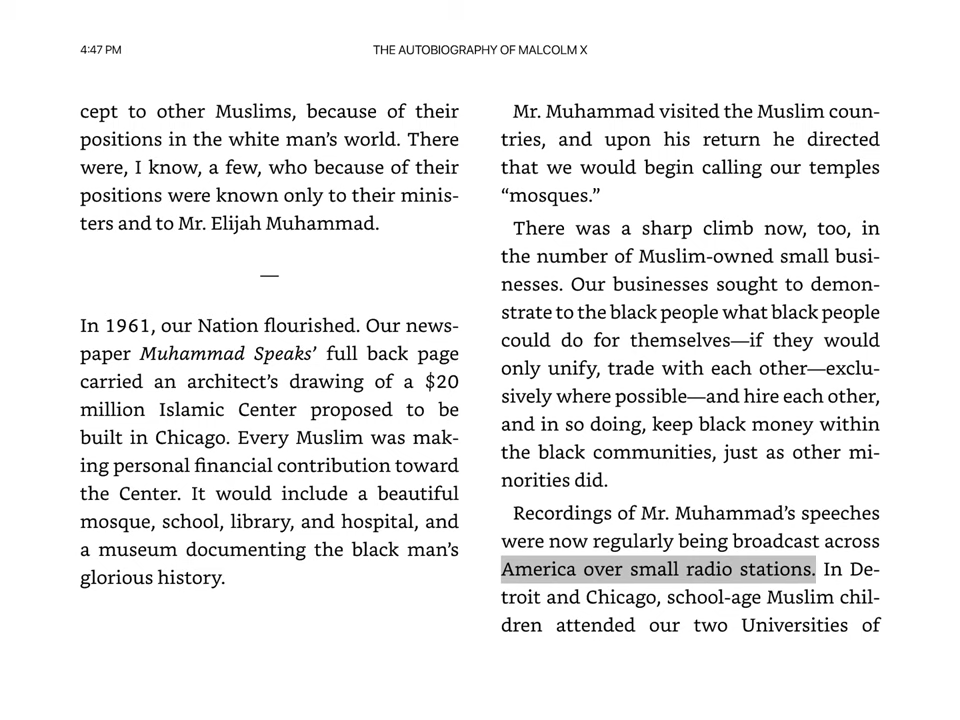 4:47 PM
THE AUTOBIOGRAPHY OF MALCOLM X
cept to other Muslims, because of their
positions in the white man's world. There
were, I know, a few, who because of their
positions were known only to their minis-
ters and to Mr. Elijah Muhammad.
—
In 1961, our Nation flourished. Our news-
paper Muhammad Speaks' full back page
carried an architect's drawing of a $20
million Islamic Center proposed to be
built in Chicago. Every Muslim was mak-
ing personal financial contribution toward
the Center. It would include a beautiful
mosque, school, library, and hospital, and
a museum documenting the black man's
glorious history.
Mr. Muhammad visited the Muslim coun-
tries, and upon his return he directed
that we would begin calling our temples
“mosques.”
There was a sharp climb now, too, in
the number of Muslim-owned small busi-
nesses. Our businesses sought to demon-
strate to the black people what black people
could do for themselves—if they would
only unify, trade with each other—exclu-
sively where possible—and hire each other,
and in so doing, keep black money within
the black communities, just as other mi-
norities did.
Recordings of Mr. Muhammad's speeches
were now regularly being broadcast across
America over small radio stations. In De-
troit and Chicago, school-age Muslim chil-
dren attended our two Universities of